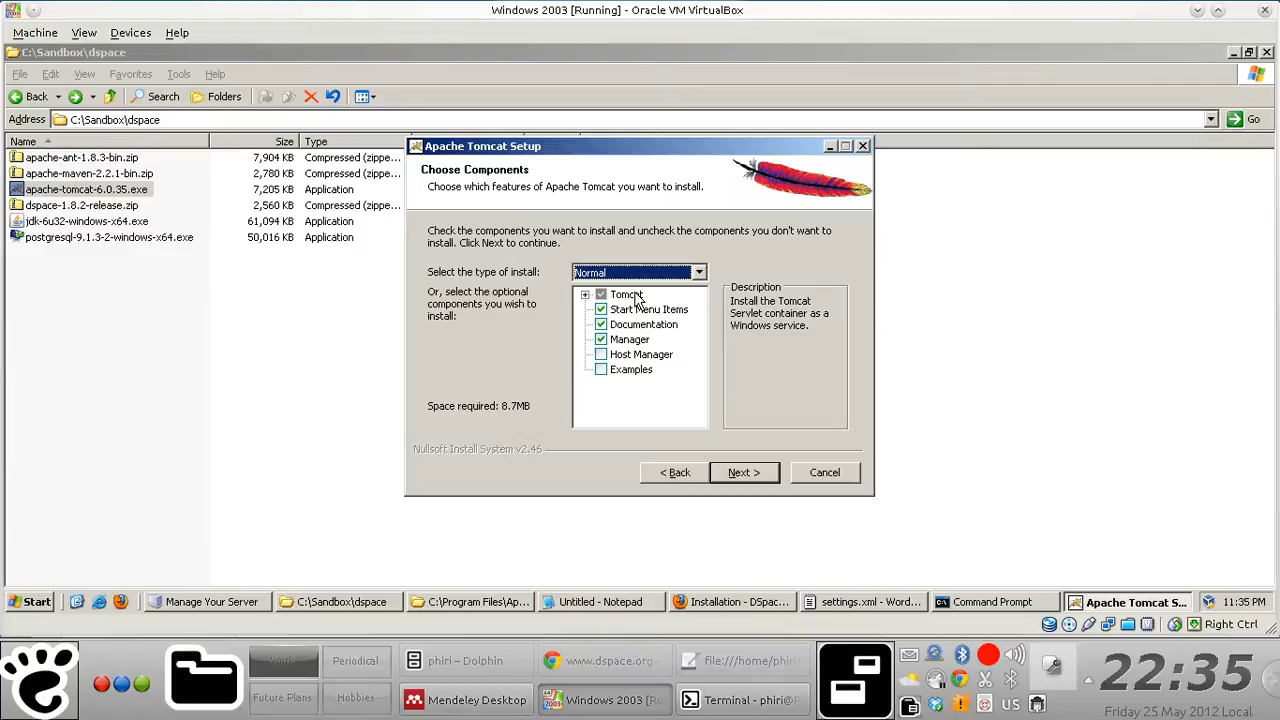 Windows 2003 [Running] - Oracle VM VirtualBox
Machine View Devices Help
C:\Sandbox\dspace
File Edit View Favorites Tools Help
Back Search Folders
Address C:\Sandbox\dspace Go
Name Size Type
apache-ant-1.8.3-bin.zip 7,904 KB Compressed (zippe...
apache-maven-2.2.1-bin.zip 2,780 KB Compressed (zippe...
apache-tomcat-6.0.35.exe 7,205 KB Application
dspace-1.8.2-release.zip 2,560 KB Compressed (zippe...
jdk-6u32-windows-x64.exe 61,094 KB Application
postgresql-9.1.3-2-windows-x64.exe 50,016 KB Application
Apache Tomcat Setup
Choose Components
Choose which features of Apache Tomcat you want to install.
Check the components you want to install and uncheck the components you don't want to
install. Click Next to continue.
Select the type of install:
Normal
Or, select the optional
components you wish to
install:
Tomcat
Start Menu Items
Documentation
Manager
Host Manager
Examples
Description
Install the Tomcat
Servlet container as a
Windows service.
Space required: 8.7MB
Nullsoft Install System v2.46
< Back Next > Cancel
Start Manage Your Server C:\Sandbox\dspace C:\Program Files\Ap... Untitled - Notepad Installation - DSpac... settings.xml - Word... Command Prompt Apache Tomcat S... 11:35 PM
Right Ctrl
Work Periodical phiri – Dolphin www.dspace.org - file:///home/phiri
Future Plans Hobbies Mendeley Desktop Windows 2003 [Ru Terminal - phiri@ US
22:35
Friday 25 May 2012 Local